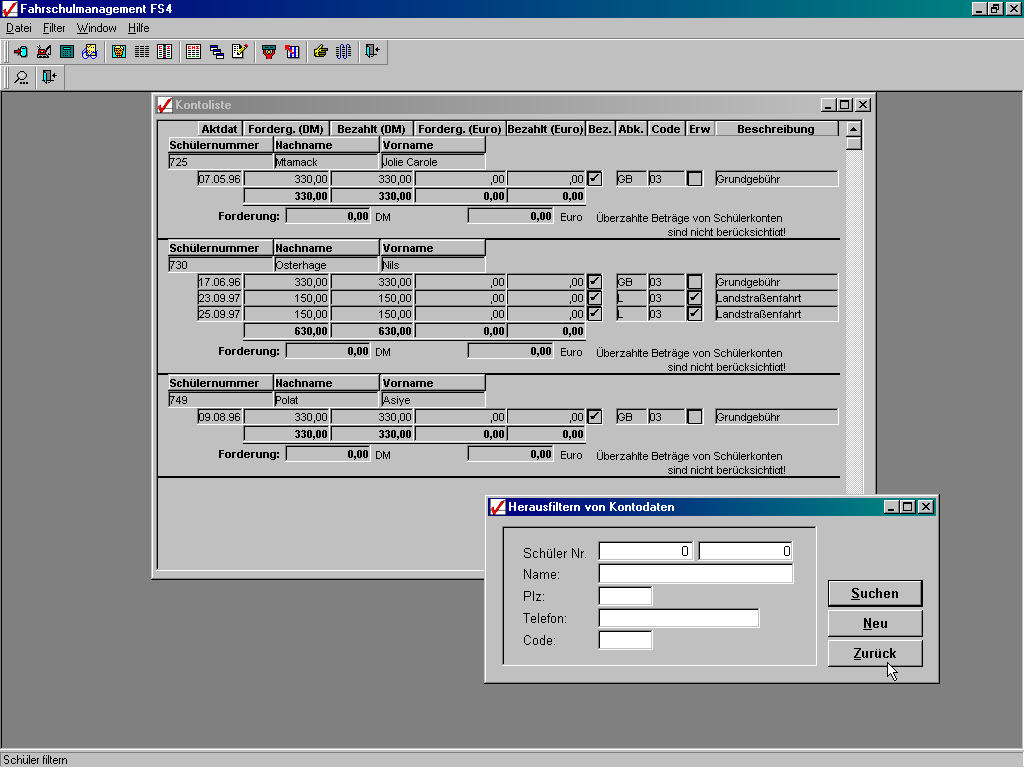 Fahrschulmanagement FS4
Datei Filter Window Hilfe
Kontoliste
Aktdat Forderg. (DM) Bezahlt (DM) Forderg. (Euro) Bezahlt (Euro) Bez. Abk. Code Erw Beschreibung
Schülernummer Nachname Vorname
725 Mtamack Jolie Carole
07.05.96 330,00 330,00 ,00 ,00 GB 03 Grundgebühr
330,00 330,00 0,00 0,00
Forderung: 0,00 DM 0,00 Euro Überzahlte Beträge von Schülerkonten
sind nicht berücksichtigt!
Schülernummer Nachname Vorname
730 Osterhage Nils
17.06.96 330,00 330,00 ,00 ,00 GB 03 Grundgebühr
23.09.97 150,00 150,00 ,00 ,00 L 03 Landstraßenfahrt
25.09.97 150,00 150,00 ,00 ,00 L 03 Landstraßenfahrt
630,00 630,00 0,00 0,00
Forderung: 0,00 DM 0,00 Euro Überzahlte Beträge von Schülerkonten
sind nicht berücksichtigt!
Schülernummer Nachname Vorname
749 Polat Asiye
09.08.96 330,00 330,00 ,00 ,00 GB 03 Grundgebühr
330,00 330,00 0,00 0,00
Forderung: 0,00 DM 0,00 Euro Überzahlte Beträge von Schülerkonten
sind nicht berücksichtigt!
Herausfiltern von Kontodaten
Schüler Nr. 0 0
Name:
Plz:
Telefon:
Code:
Suchen
Neu
Zurück
Schüler filtern